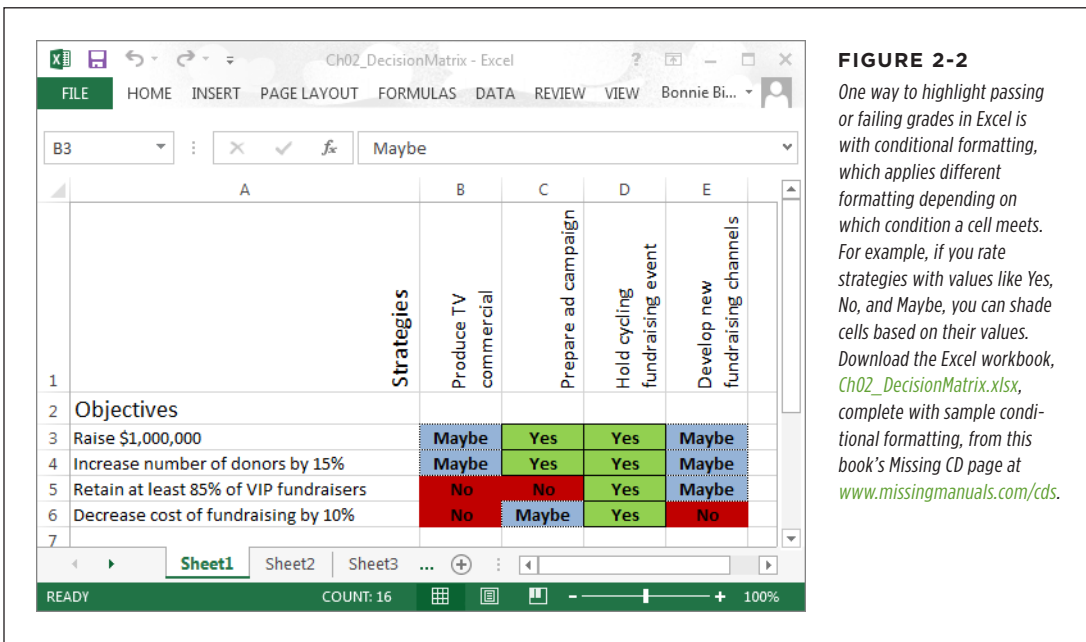 Ch02_DecisionMatrix - Excel
?
FILE HOME INSERT PAGE LAYOUT FORMULAS DATA REVIEW VIEW Bonnie Bi...
B3 fx Maybe
A B C D E
1
Strategies
Produce TV
commercial
Prepare ad campaign
Hold cycling
fundraising event
Develop new
fundraising channels
2 Objectives
3 Raise $1,000,000 Maybe Yes Yes Maybe
4 Increase number of donors by 15% Maybe Yes Yes Maybe
5 Retain at least 85% of VIP fundraisers No No Yes Maybe
6 Decrease cost of fundraising by 10% No Maybe Yes No
7
Sheet1 Sheet2 Sheet3 ...
READY COUNT: 16 - + 100%
FIGURE 2-2
One way to highlight passing
or failing grades in Excel is
with conditional formatting,
which applies different
formatting depending on
which condition a cell meets.
For example, if you rate
strategies with values like Yes,
No, and Maybe, you can shade
cells based on their values.
Download the Excel workbook,
Ch02_DecisionMatrix.xlsx,
complete with sample condi-
tional formatting, from this
book's Missing CD page at
www.missingmanuals.com/cds.